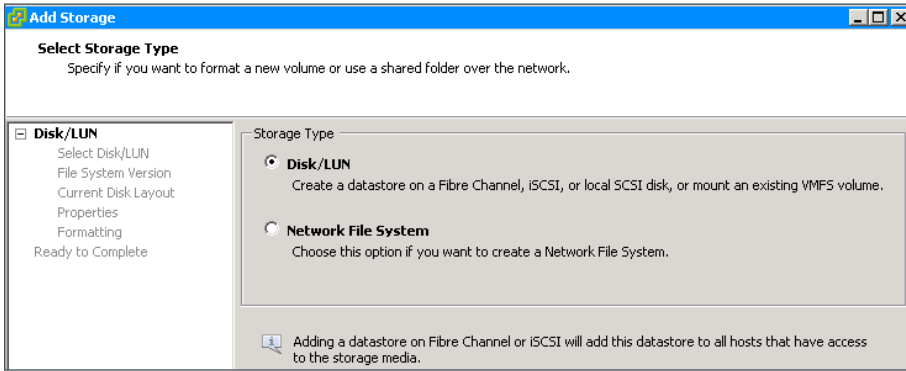 Add Storage
Select Storage Type
Specify if you want to format a new volume or use a shared folder over the network.
Disk/LUN
Select Disk/LUN
File System Version
Current Disk Layout
Properties
Formatting
Ready to Complete
Storage Type
Disk/LUN
Create a datastore on a Fibre Channel, iSCSI, or local SCSI disk, or mount an existing VMFS volume.
Network File System
Choose this option if you want to create a Network File System.
Adding a datastore on Fibre Channel or iSCSI will add this datastore to all hosts that have access
to the storage media.